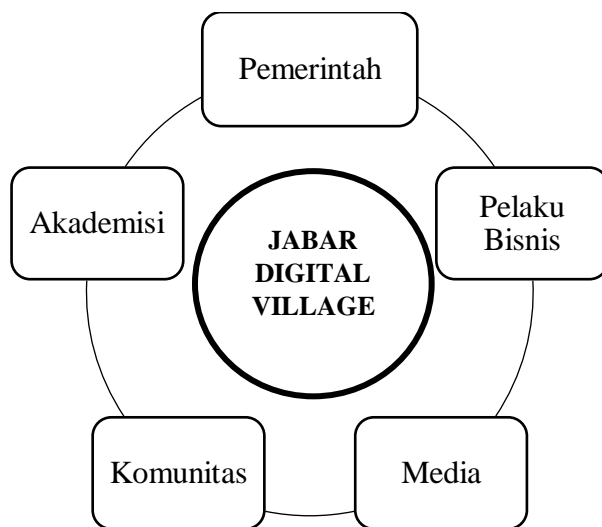 Pemerintah
Akademisi
Pelaku
Bisnis
JABAR
DIGITAL
VILLAGE
Komunitas
Media